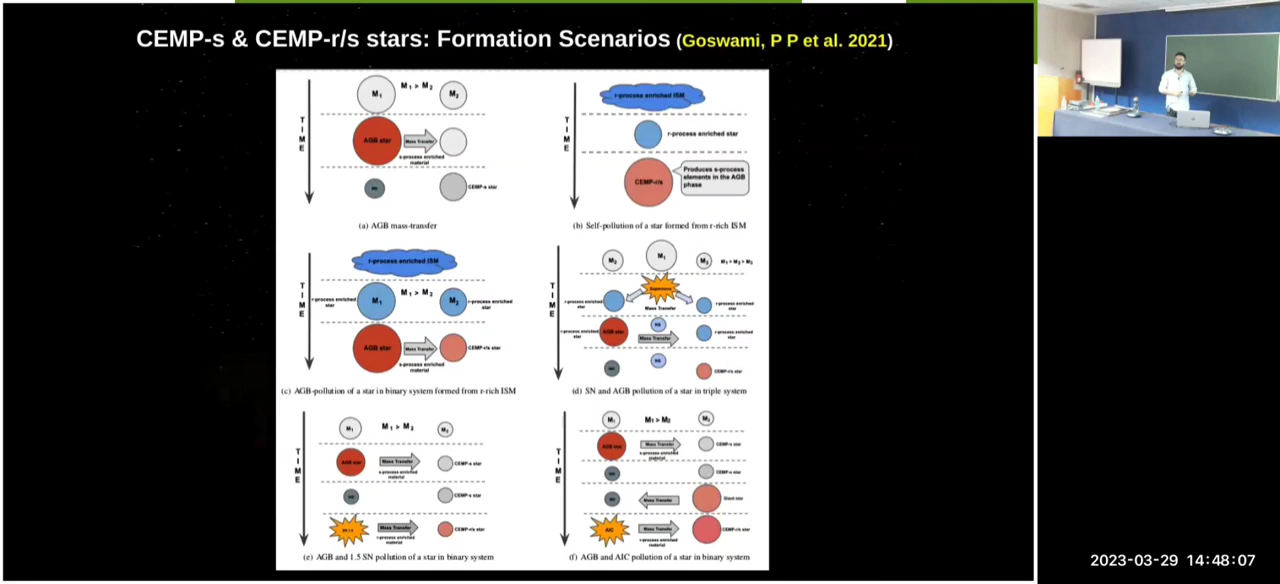 CEMP-s & CEMP-r/s stars: Formation Scenarios (Goswami, P P et al. 2021)
TIME
M₁
M₁ > M₂
M₂
AGB star
Mass Transfer
s-process enriched
material
CEMP-s star
(a) AGB mass-transfer
TIME
r-process enriched ISM
r-process enriched star
CEMP-r/s
Produces s-process
elements in the AGB
phase
(b) Self-pollution of a star formed from r-rich ISM
TIME
r-process enriched ISM
r-process enriched
star
M₁
M₁ > M₂
M₂
r-process enriched
star
AGB star
Mass Transfer
s-process enriched
material
CEMP-r/s star
(c) AGB-pollution of a star in binary system formed from r-rich ISM
TIME
M₁
Supernova
r-process enriched
star
Mass Transfer
r-process enriched
star
r-process enriched
star
AGB star
NS
Mass Transfer
r-process enriched
star
NS
CEMP-r/s star
(d) SN and AGB pollution of a star in triple system
TIME
M₁
M₁ > M₂
M₂
AGB star
Mass Transfer
s-process enriched
material
CEMP-s star
CEMP-s star
Mass Transfer
r-process enriched
material
CEMP-r/s star
(e) AGB and 1.5 SN pollution of a star in binary system
TIME
M₁
M₁ > M₂
M₂
AGB star
Mass Transfer
s-process enriched
material
CEMP-s star
CEMP-s star
Mass Transfer
Giant star
AIC
Mass Transfer
r-process enriched
material
CEMP-r/s star
(f) AGB and AIC pollution of a star in binary system
2023-03-29 14:48:07